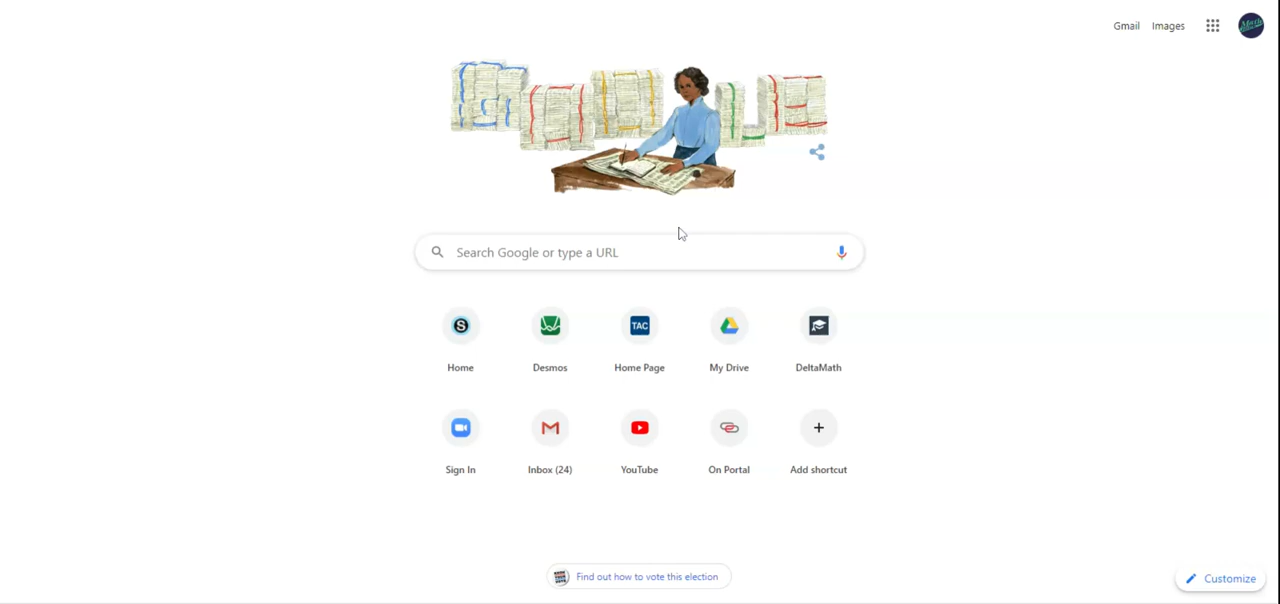 Gmail Images
Search Google or type a URL
S TAC
Home Desmos Home Page My Drive DeltaMath
Sign In Inbox (24) YouTube On Portal Add shortcut
Find out how to vote this election
Customize